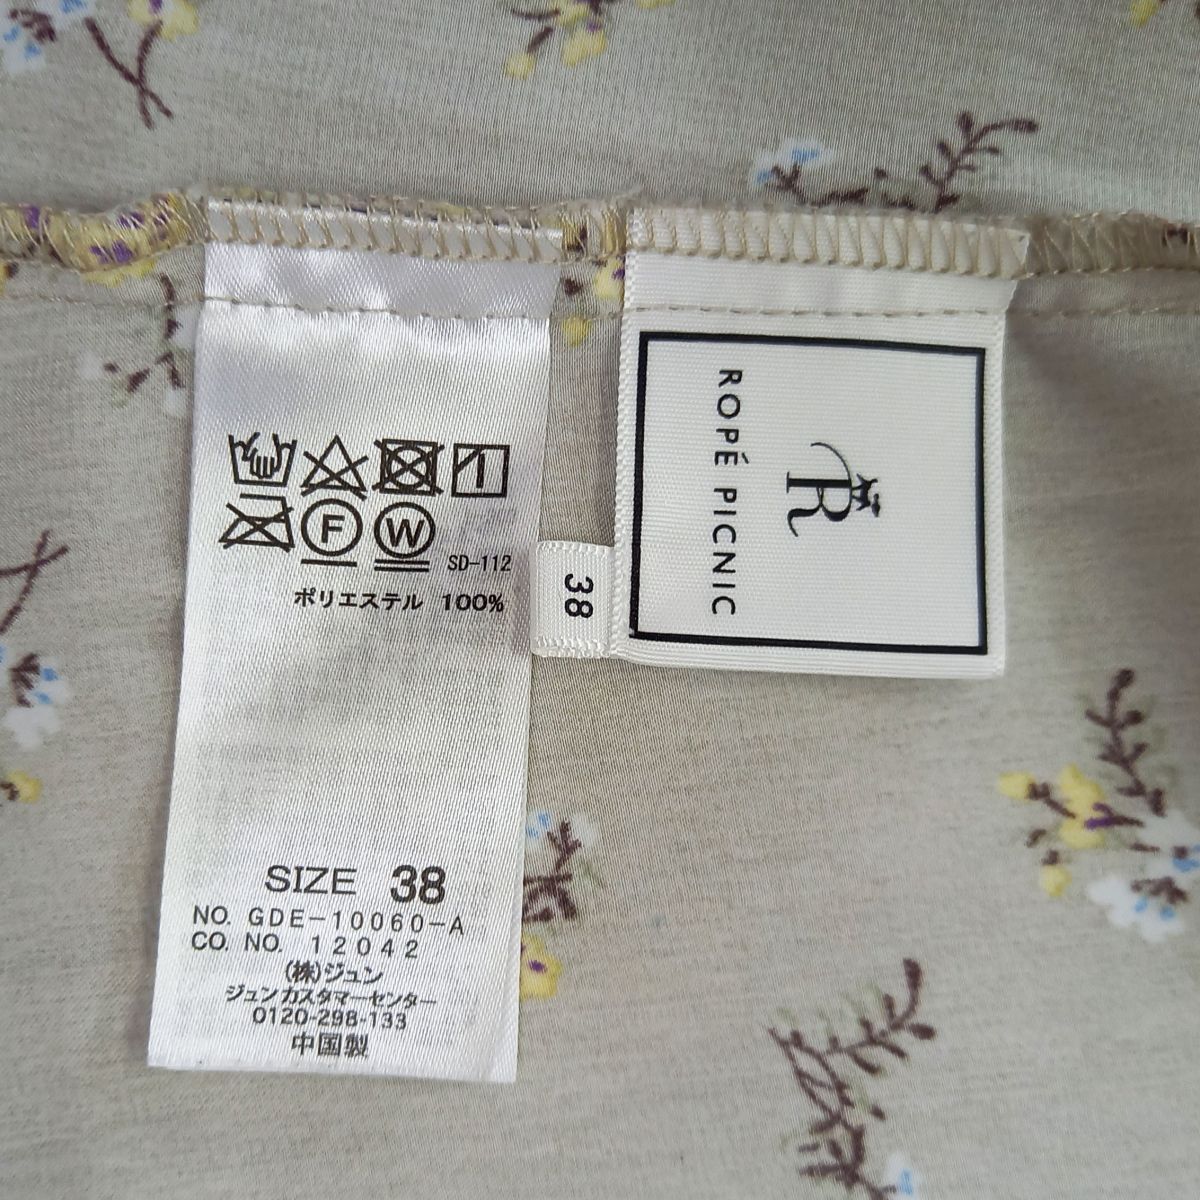 F
W
SD-112
ポリエステル 100%
SIZE 38
NO. GDE-10060-A
CO. NO. 12042
(株)ジュン
ジュンカスタマーセンター
0120-298-133
中国製
38
R
ROPÉ PICNIC